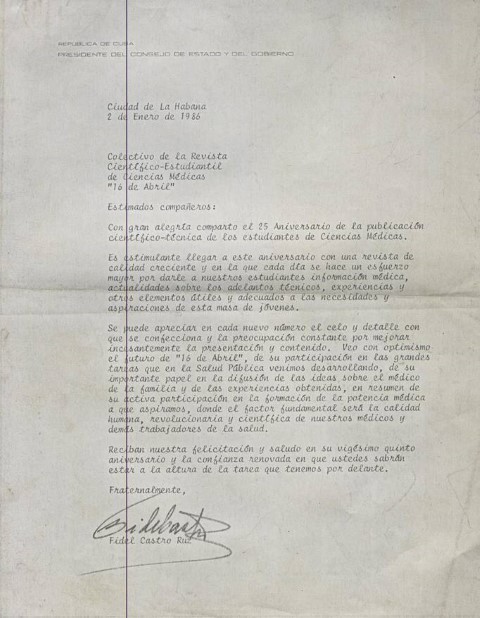 REPUBLICA DE CUBA
PRESIDENTE DEL CONSEJO DE ESTADO Y DEL GOBIERNO
Ciudad de La Habana
2 de Enero de 1986
Colectivo de la Revista
Científico-Estudiantil
de Ciencias Médicas
"16 de Abril"
Estimados compañeros:
Con gran alegría comparto el 25 Aniversario de la publicación
científico-técnica de los estudiantes de Ciencias Médicas.
Es estimulante llegar a este aniversario con una revista de
calidad creciente y en la que cada día se hace un esfuerzo
mayor por darle a nuestros estudiantes información médica,
actualidades sobre los adelantos técnicos, experiencias y
otros elementos útiles y adecuados a las necesidades y
aspiraciones de esta masa de jóvenes.
Se puede apreciar en cada nuevo número el celo y detalle con
que se confecciona y la preocupación constante por mejorar
incisantemente la presentación y contenido. Veo con optimismo
el futuro de "16 de Abril", de su participación en las grandes
tareas que en la Salud Pública venimos desarrollando, de su
importante papel en la difusión de las ideas sobre el médico
de la familia y de las experiencias obtenidas, en resumen de
su activa participación en la formación de la potencia médica
a que aspiramos, donde el factor fundamental será la calidad
humana, revolucionaria y científica de nuestros médicos y
demás trabajadores de la salud.
Reciban nuestra felicitación y saludo en su vigésimo quinto
aniversario y la confianza renovada en que ustedes sabrán
estar a la altura de la tarea que tenemos por delante.
Fraternalmente,
Fidel Castro Ruz